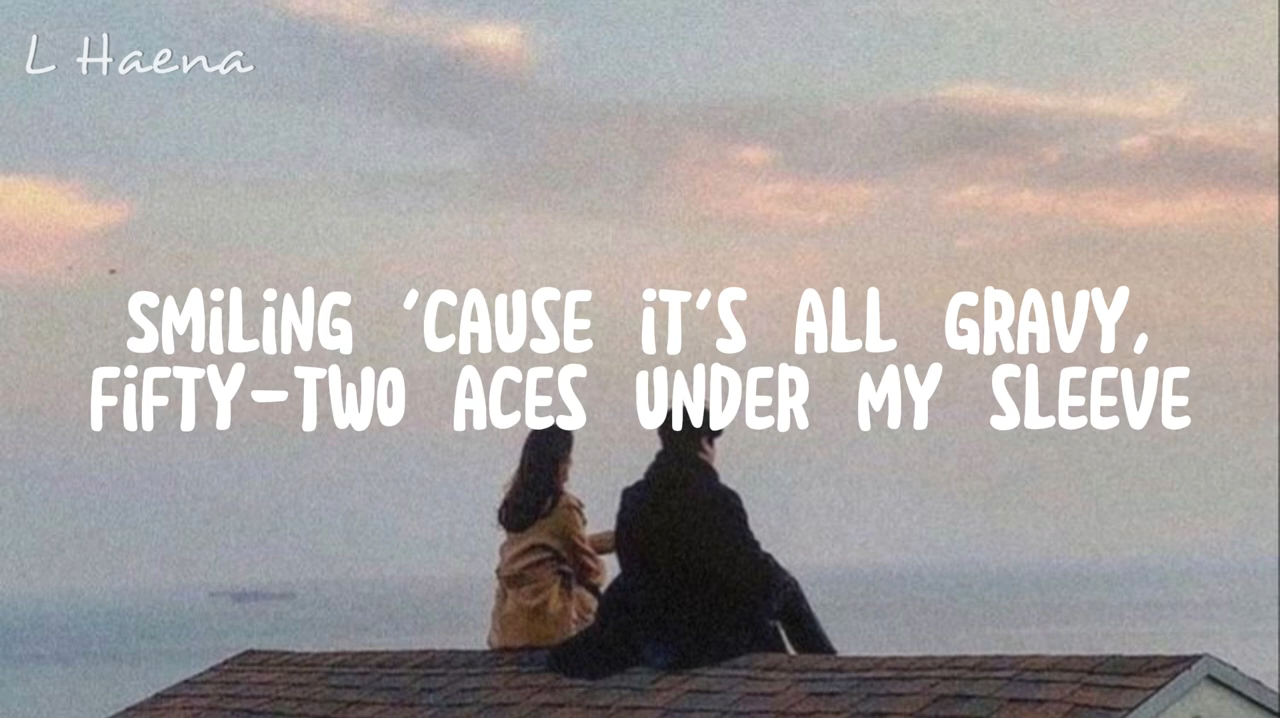 L Haena
SMiLiNG 'CAUSE iT'S ALL GRAVY,
FiFTY-TWO ACES UNDER MY SLEEVE